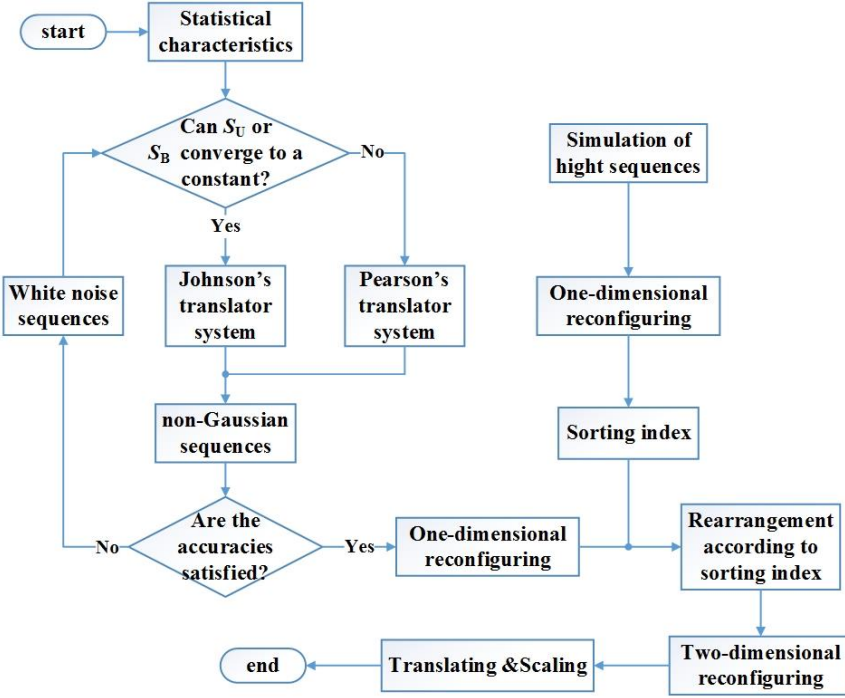 start
Statistical
characteristics
Can SU or
SB converge to a
constant?
No
Yes
Simulation of
hight sequences
White noise
sequences
Johnson's
translator
system
Pearson's
translator
system
One-dimensional
reconfiguring
non-Gaussian
sequences
Sorting index
Are the
accuracies
satisfied?
No
Yes
One-dimensional
reconfiguring
Rearrangement
according to
sorting index
Two-dimensional
reconfiguring
Translating &Scaling
end